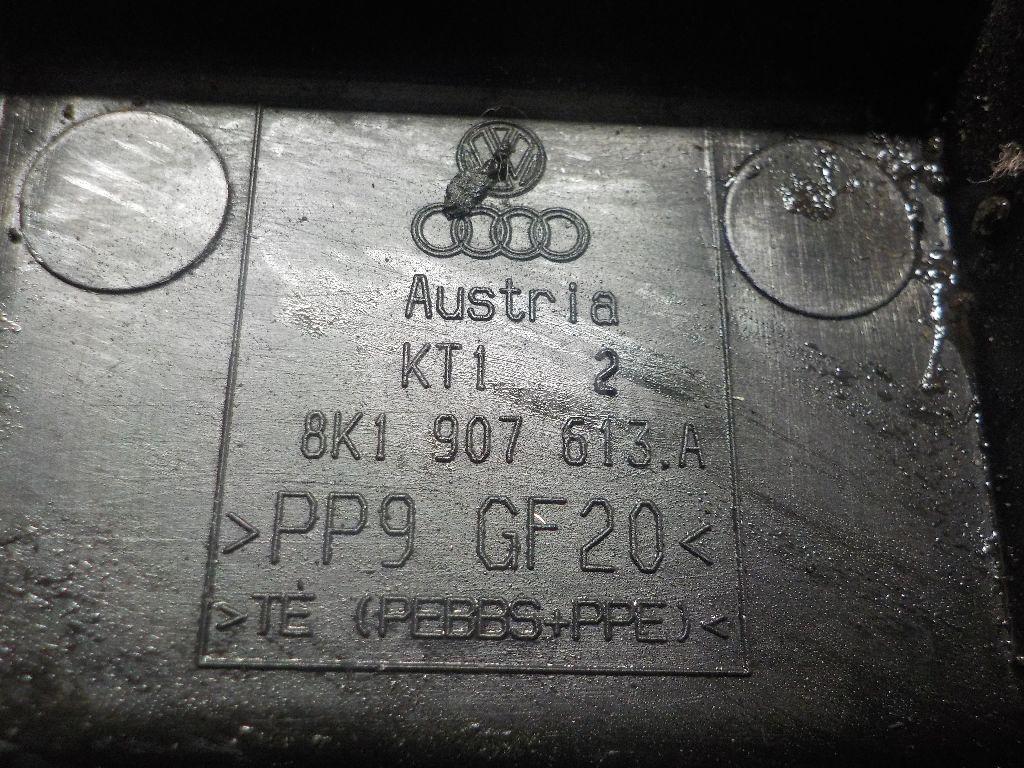 Austria
KT1 2
8K1 907 613.A
>PP9 GF20<
>TE (PEBBS+PPE)<